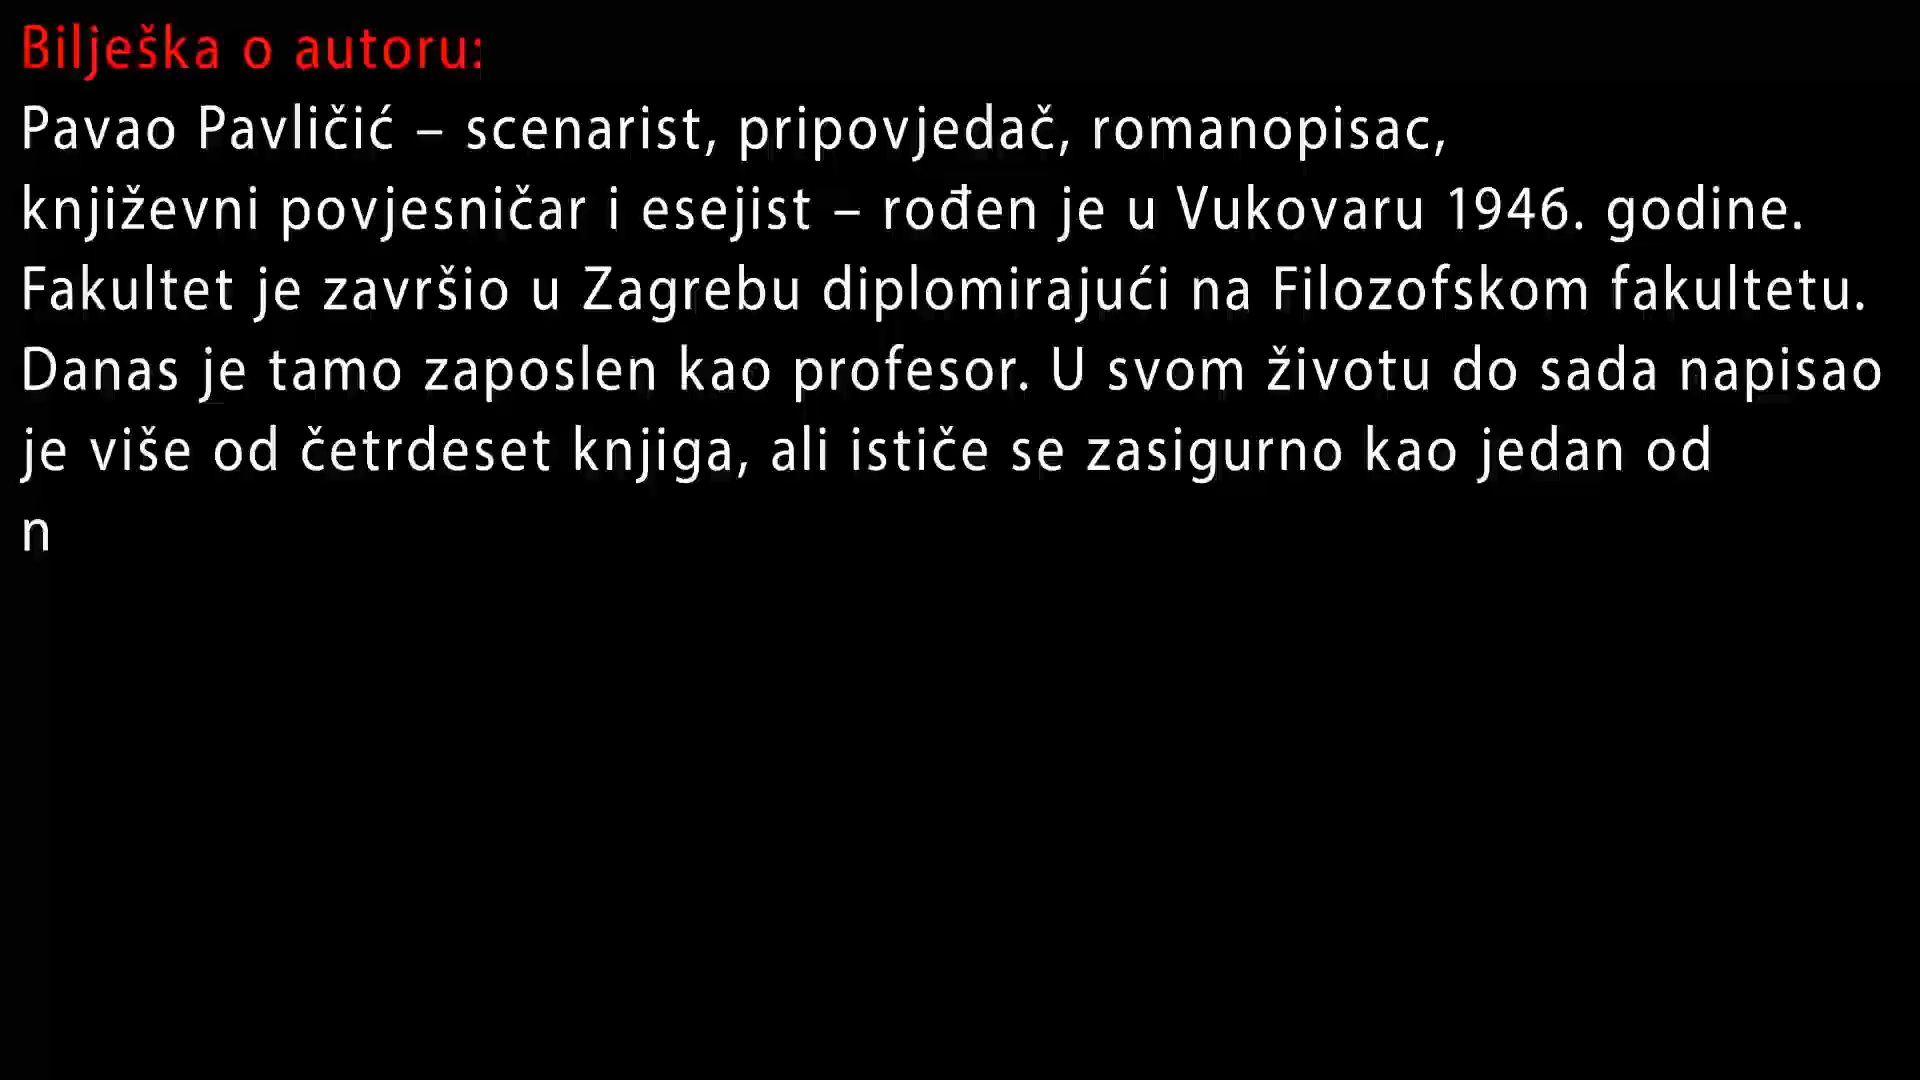 Bilješka o autoru:
Pavao Pavličić – scenarist, pripovjedač, romanopisac,
književni povjesničar i esejist – rođen je u Vukovaru 1946. godine.
Fakultet je završio u Zagrebu diplomirajući na Filozofskom fakultetu.
Danas je tamo zaposlen kao profesor. U svom životu do sada napisao
je više od četrdeset knjiga, ali ističe se zasigurno kao jedan od
n